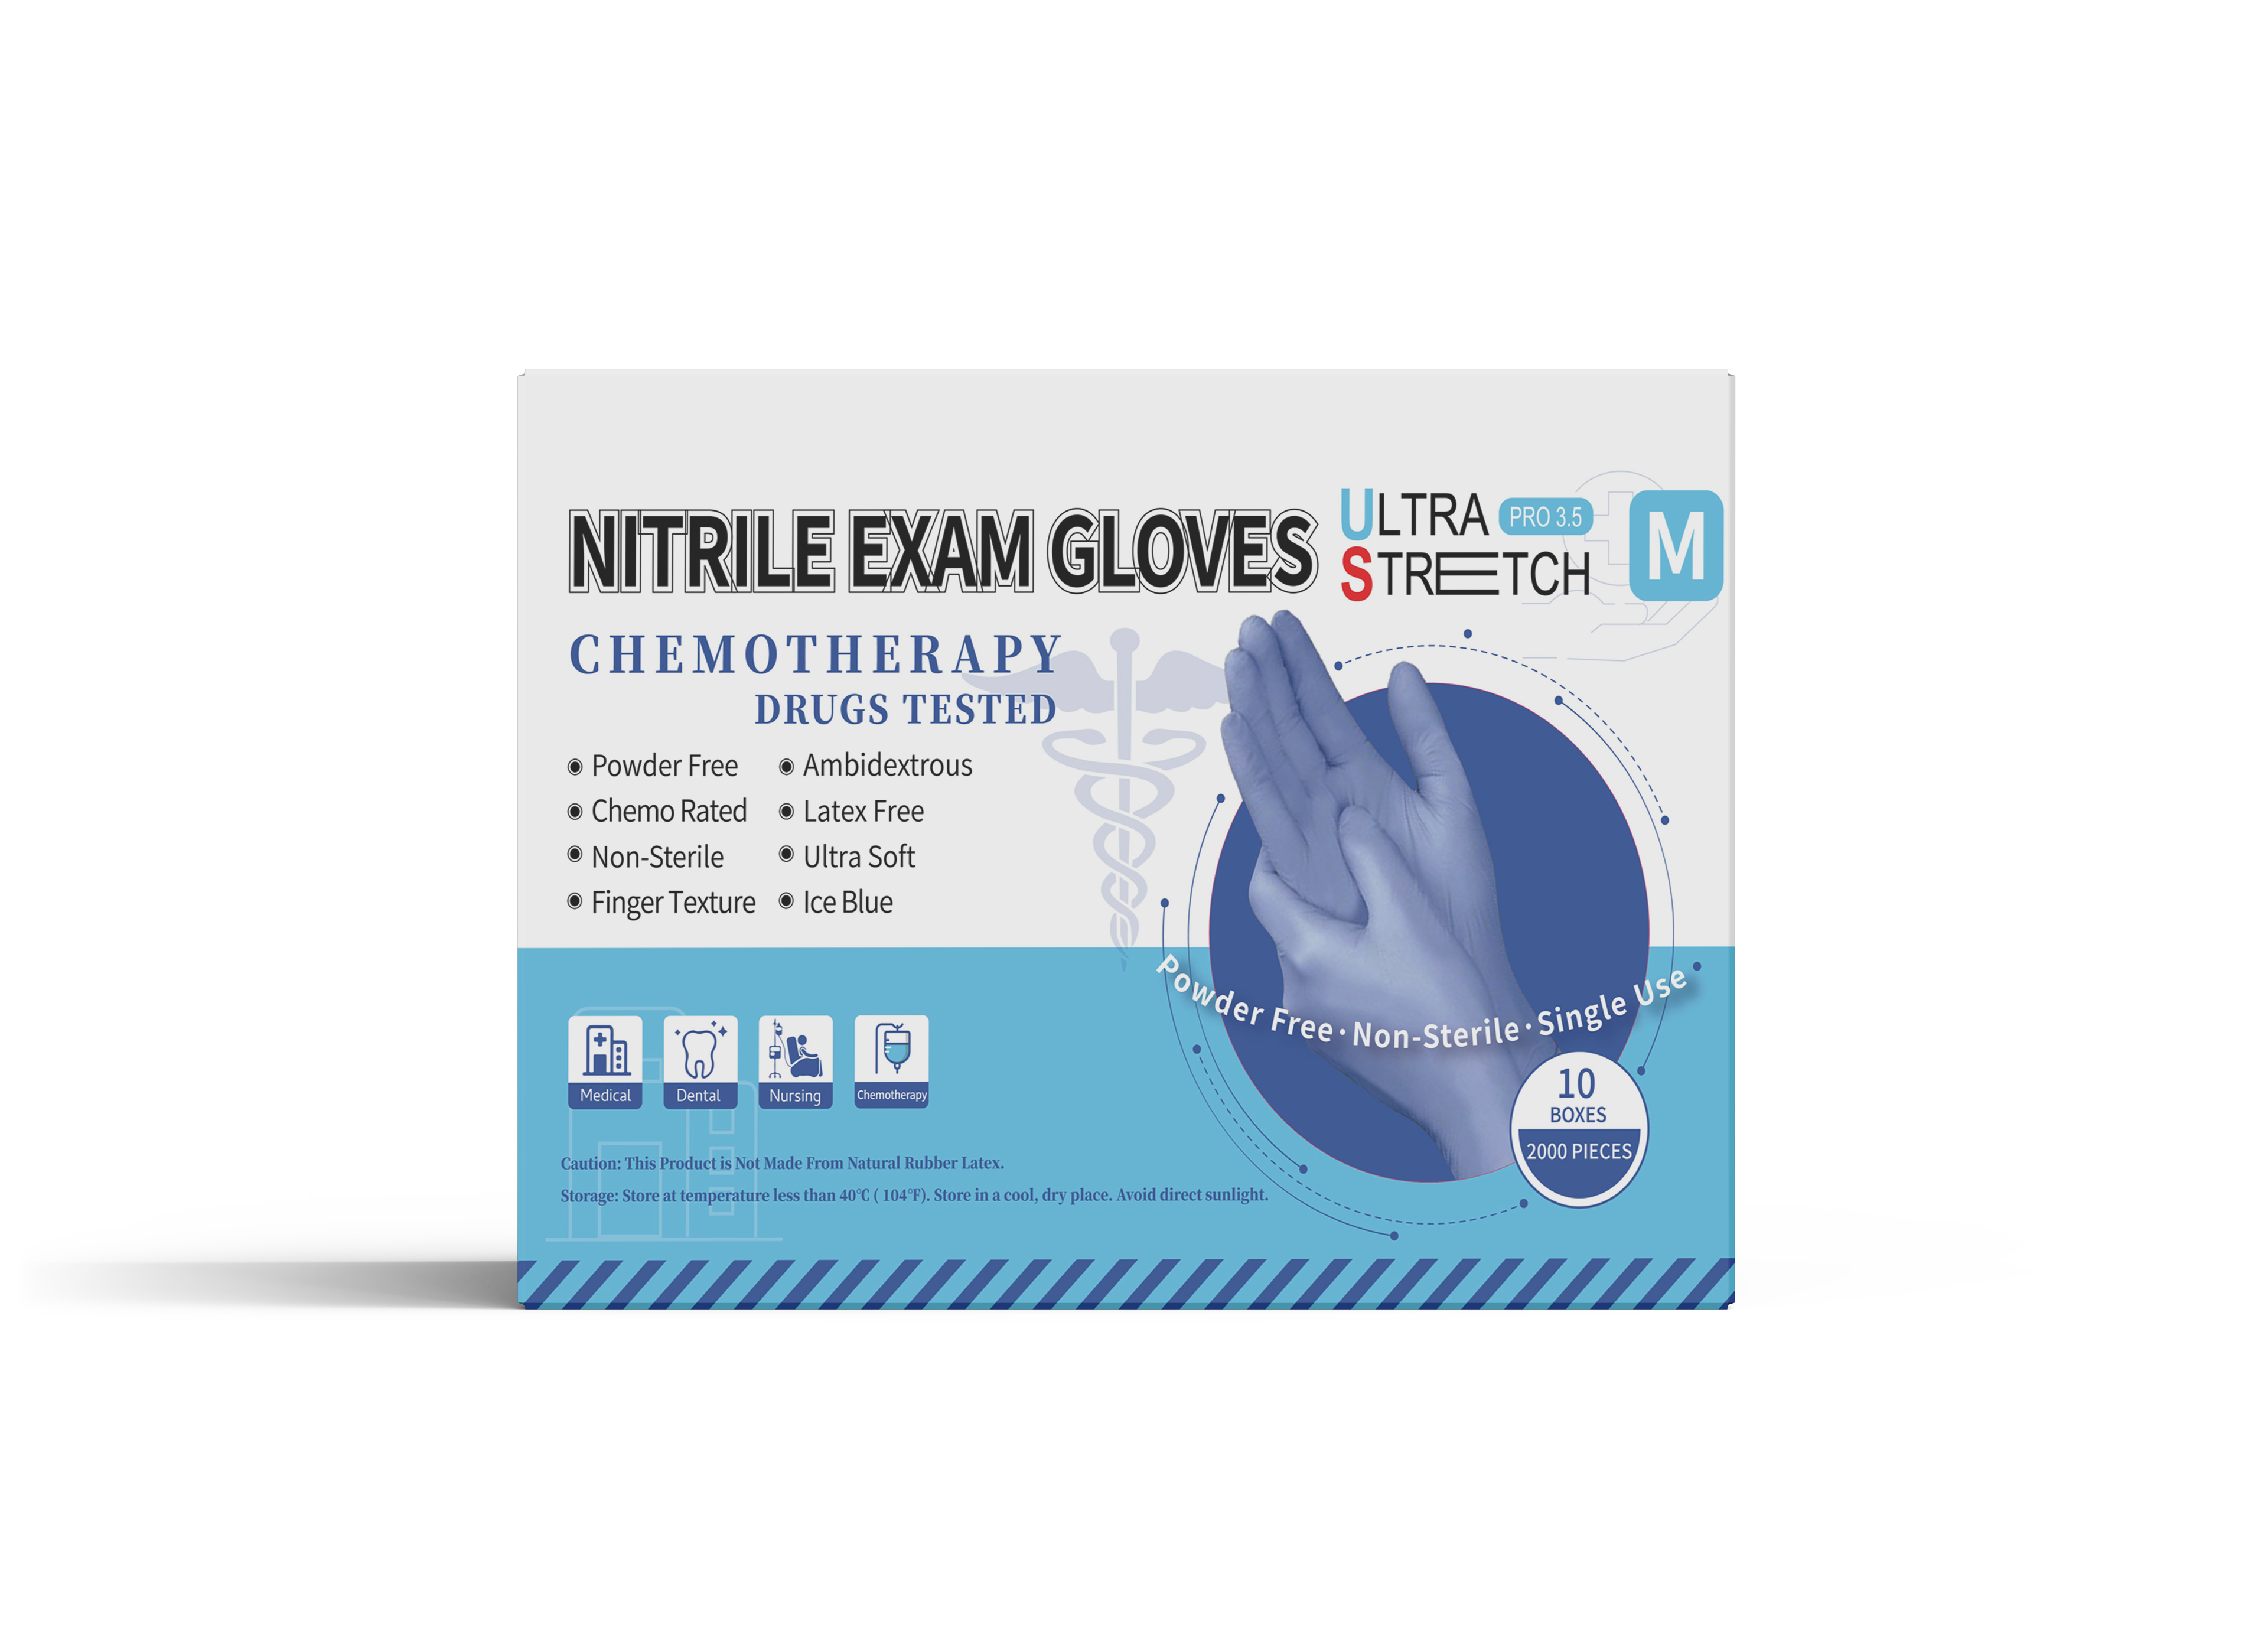 NITRILE EXAM GLOVES
ULTRA PRO 3.5
STRETCH
M
CHEMOTHERAPY
DRUGS TESTED
Powder Free
Chemo Rated
Non-Sterile
Finger Texture
Ambidextrous
Latex Free
Ultra Soft
Ice Blue
Powder Free·Non-Sterile·Single Use
Medical
Dental
Nursing
Chemotherapy
10
BOXES
2000 PIECES
Caution: This Product is Not Made From Natural Rubber Latex.
Storage: Store at temperature less than 40℃ ( 104℉). Store in a cool, dry place. Avoid direct sunlight.